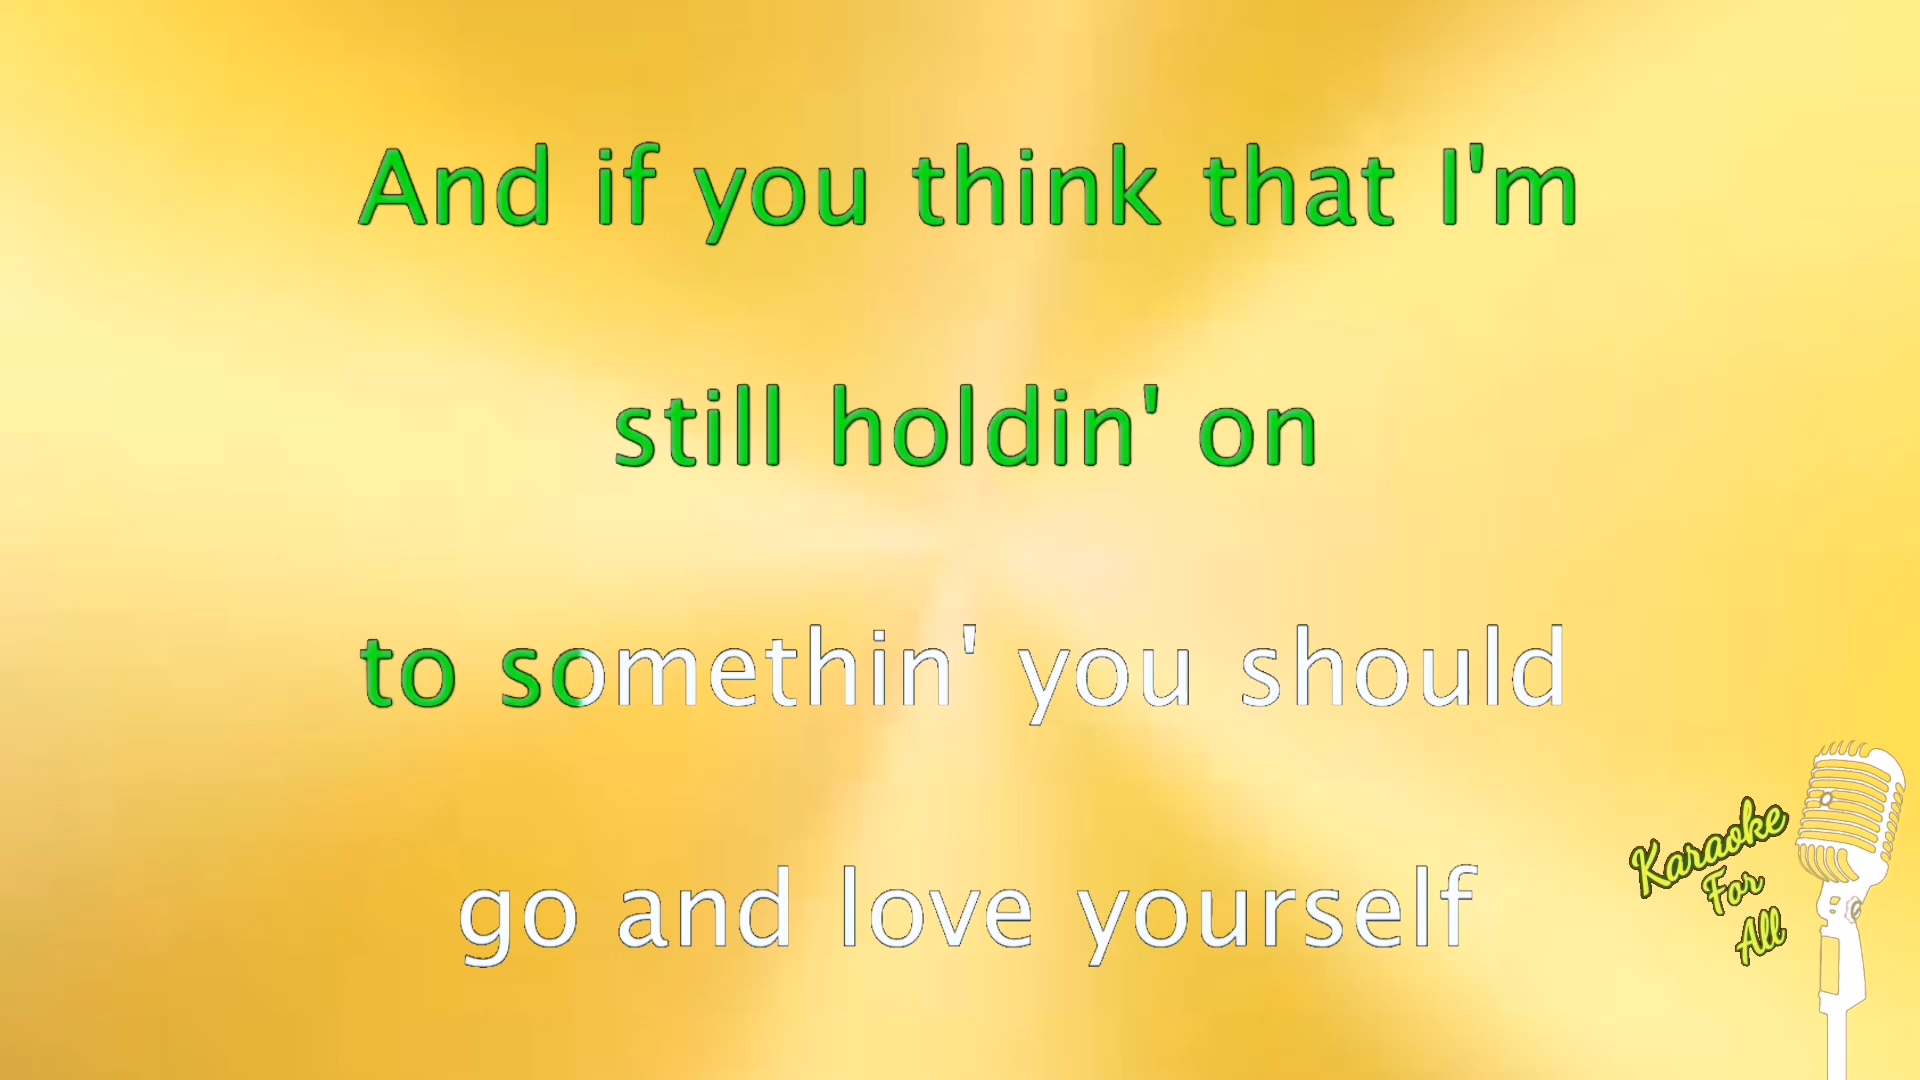 And if you think that I'm
still holdin' on
to somethin' you should
go and love yourself
Karaoke
For
All